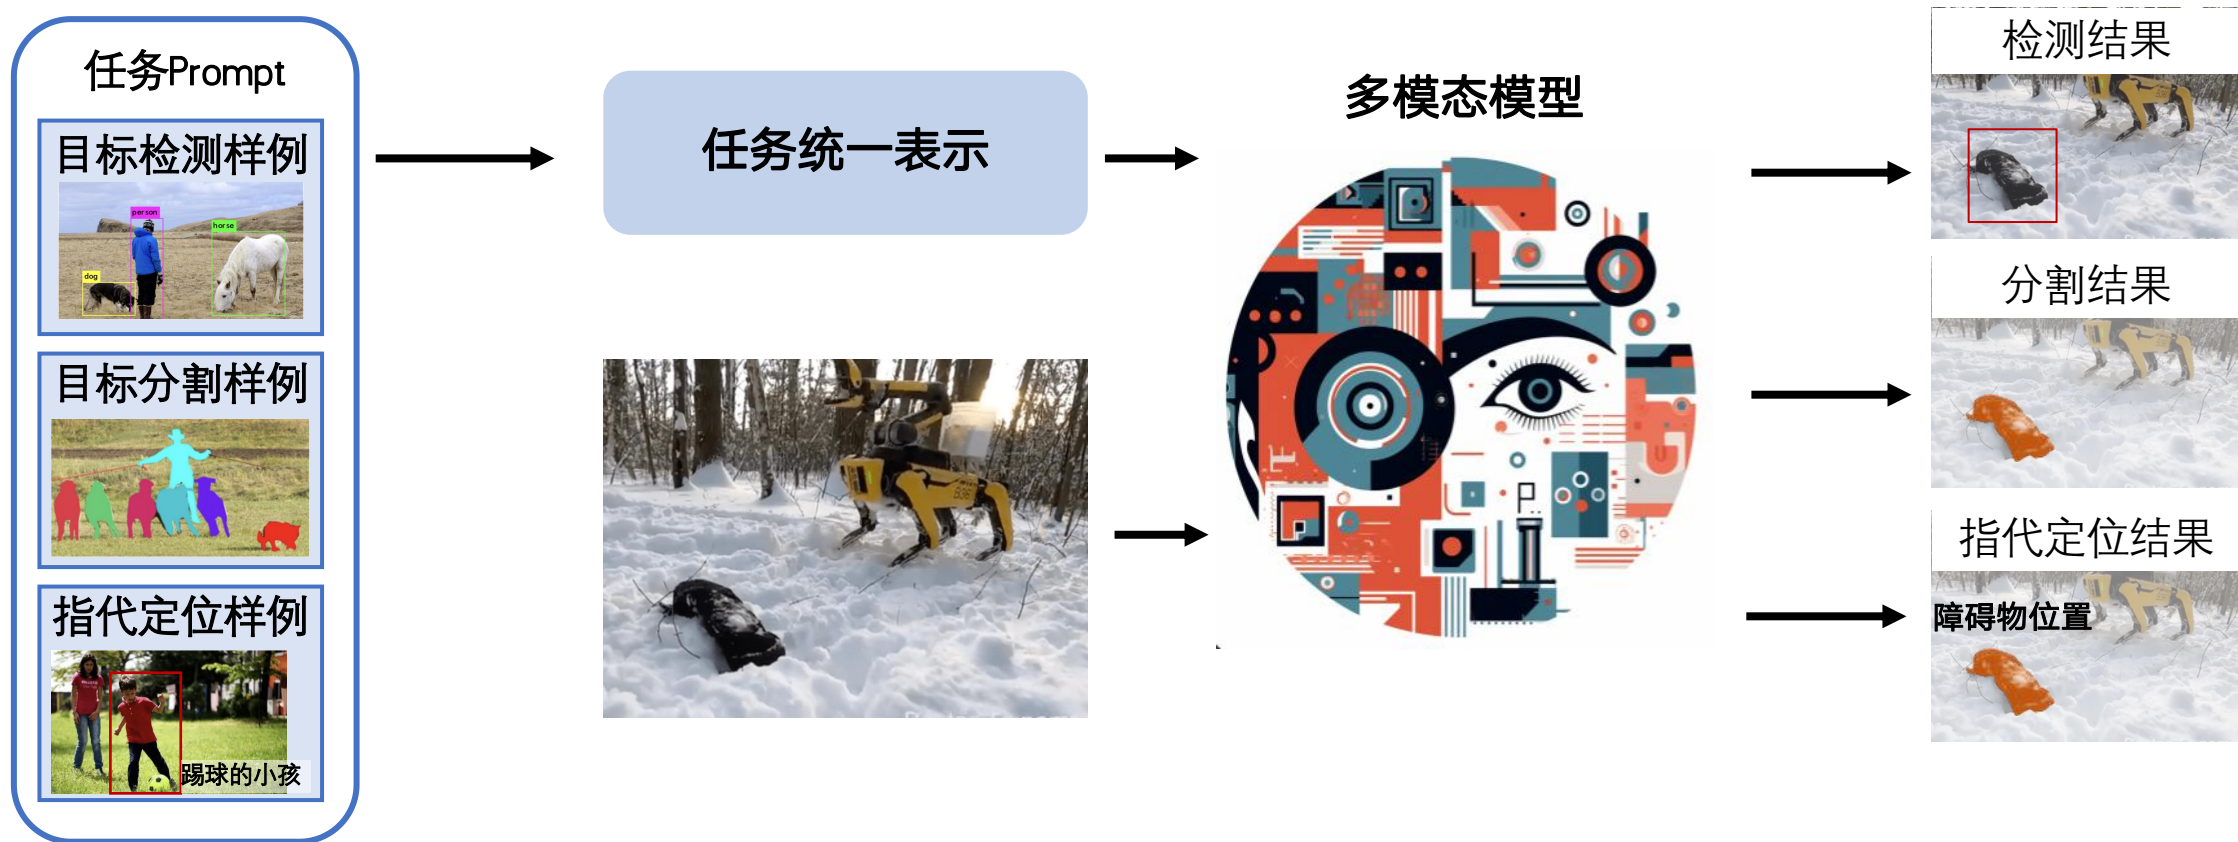 任务Prompt
目标检测样例
person
horse
dog
目标分割样例
指代定位样例
踢球的小孩
任务统一表示
多模态模型
检测结果
分割结果
指代定位结果
障碍物位置